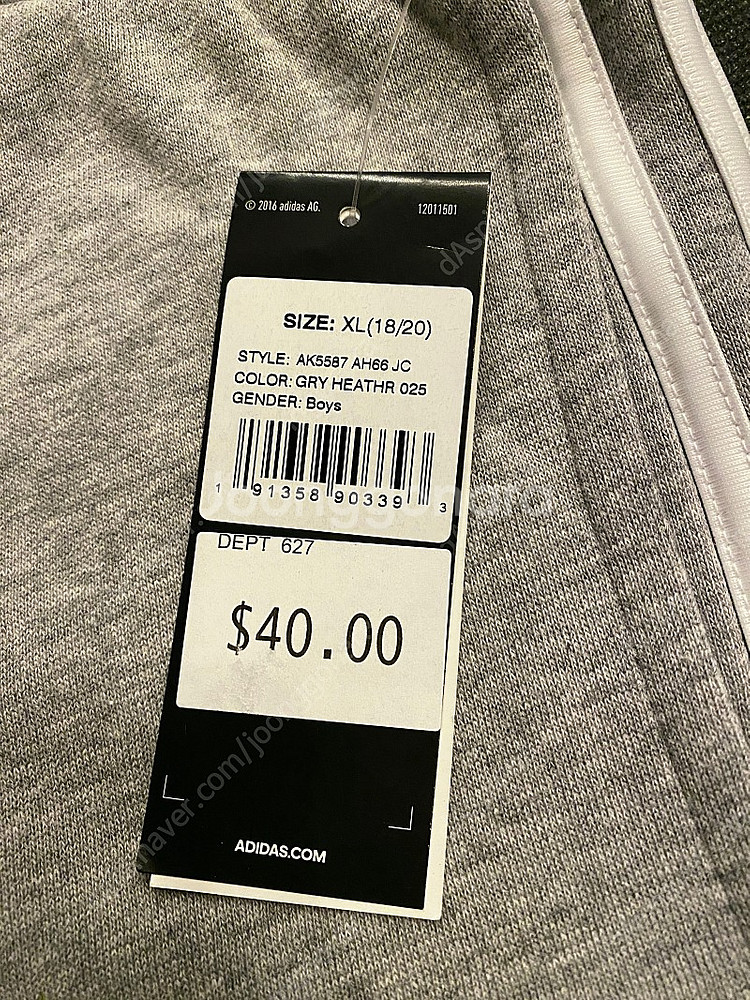 © 2016 adidas AG.
12011501
SIZE: XL(18/20)
STYLE: AK5587 AH66 JC
COLOR: GRY HEATHR 025
GENDER: Boys
1 91358 90339 3
DEPT 627
$40.00
ADIDAS.COM